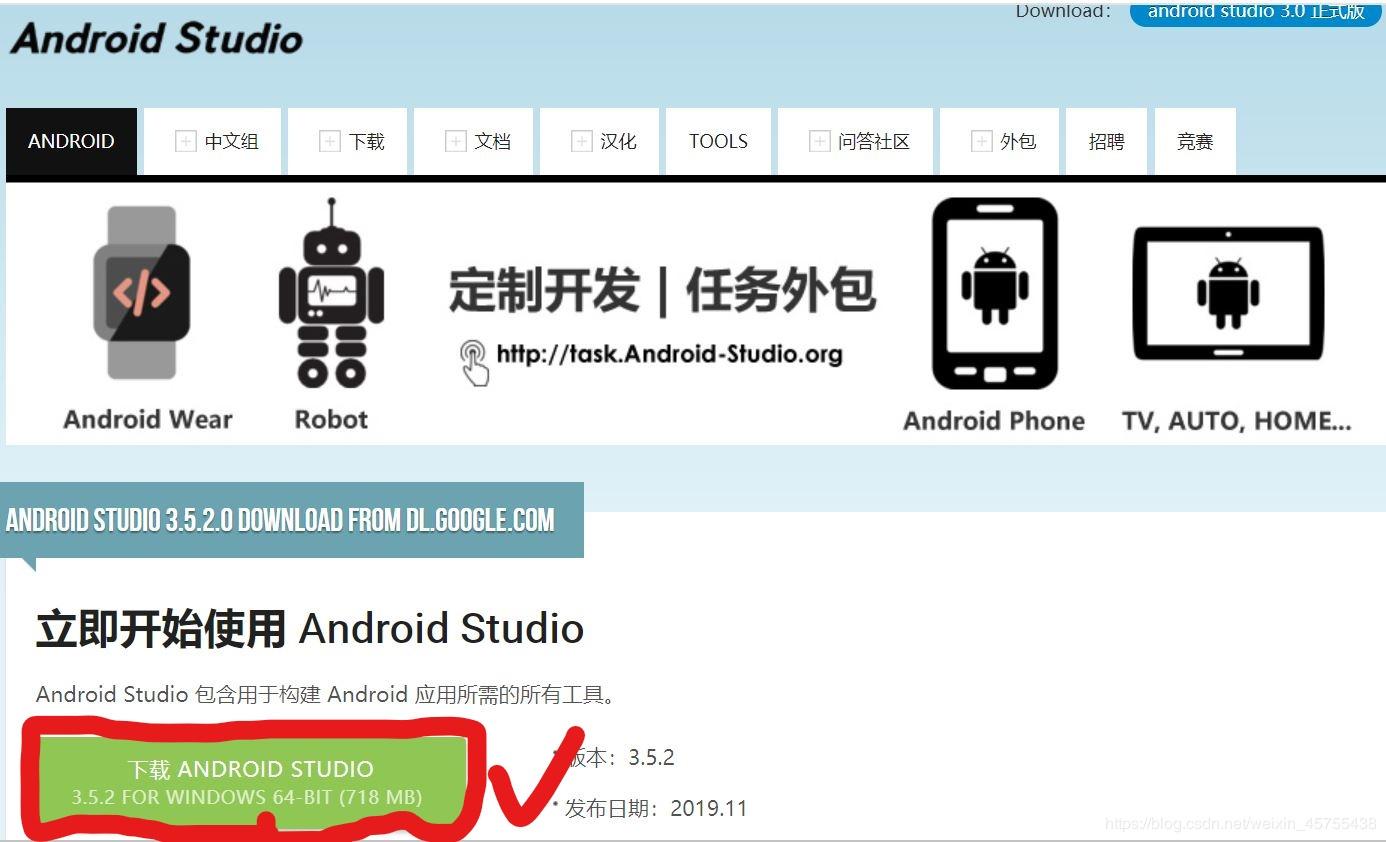 Download: android studio 3.0 正式版
Android Studio
ANDROID 中文组 下载 文档 汉化 TOOLS 问答社区 外包 招聘 竞赛
定制开发|任务外包
http://task.Android-Studio.org
Android Wear Robot Android Phone TV, AUTO, HOME...
ANDROID STUDIO 3.5.2.0 DOWNLOAD FROM DL.GOOGLE.COM
立即开始使用 Android Studio
Android Studio 包含用于构建 Android 应用所需的所有工具。
下载 ANDROID STUDIO
3.5.2 FOR WINDOWS 64-BIT (718 MB)
版本：3.5.2
发布日期：2019.11
https://blog.csdn.net/weixin_45755438